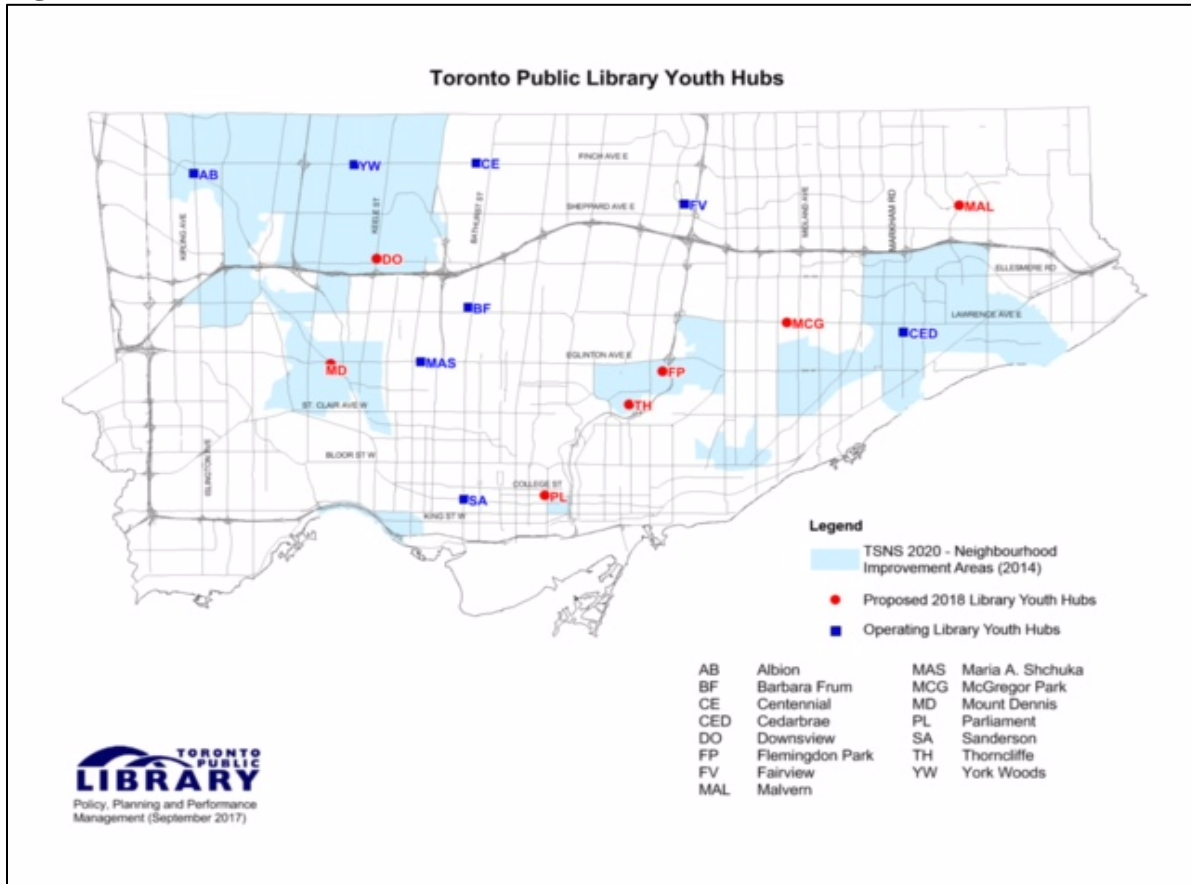 Toronto Public Library Youth Hubs
FINCH AVE E
SHEPPARD AVE E
KIPLING AVE
KEELE ST
BATHURST ST
MIDLAND AVE
MARKHAM RD
ELLESMERE RD
LAWRENCE AVE E
EGLINTON AVE E
ST. CLAIR AVE W
BLOOR ST W
ISLINGTON AVE
COLLEGE ST
KING ST W
AB
YW
CE
FV
MAL
DO
BF
MCG
CED
MAS
MD
FP
TH
SA
PL
Legend
TSNS 2020 - Neighbourhood
Improvement Areas (2014)
Proposed 2018 Library Youth Hubs
Operating Library Youth Hubs
AB Albion
BF Barbara Frum
CE Centennial
CED Cedarbrae
DO Downsview
FP Flemingdon Park
FV Fairview
MAL Malvern
MAS Maria A. Shchuka
MCG McGregor Park
MD Mount Dennis
PL Parliament
SA Sanderson
TH Thorncliffe
YW York Woods
TORONTO
PUBLIC
LIBRARY
Policy, Planning and Performance
Management (September 2017)